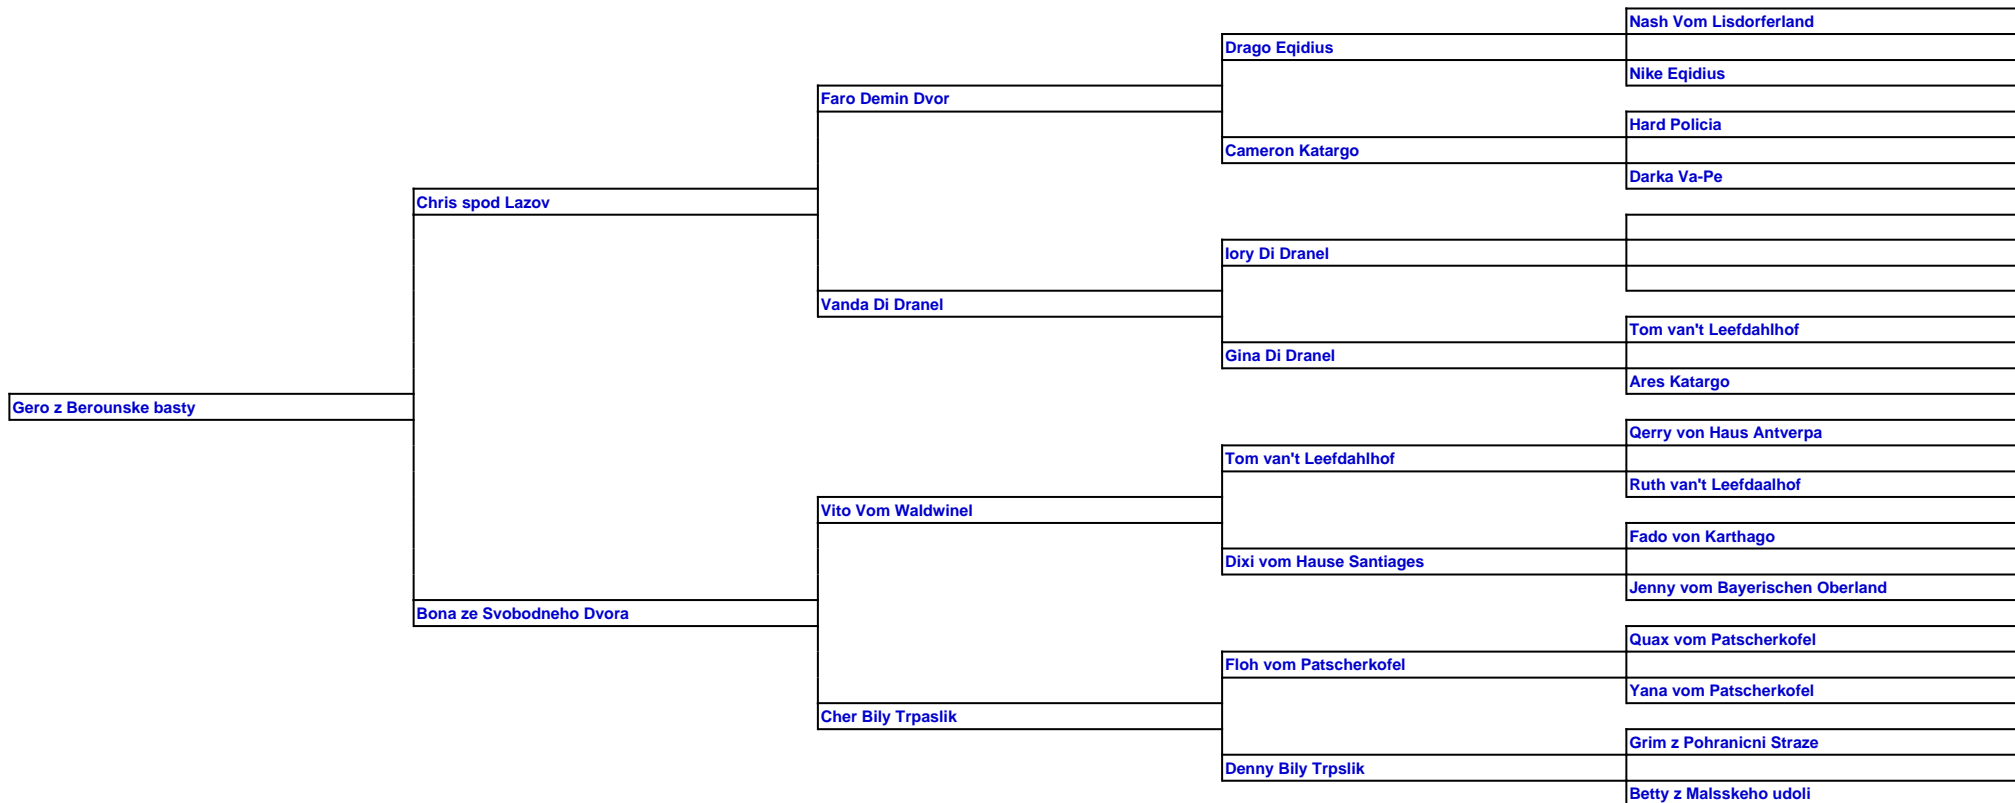 Nash Vom Lisdorferland
Drago Eqidius
Nike Eqidius
Faro Demin Dvor
Hard Policia
Cameron Katargo
Darka Va-Pe
Chris spod Lazov
Iory Di Dranel
Vanda Di Dranel
Tom van't Leefdahlhof
Gina Di Dranel
Ares Katargo
Gero z Berounske basty
Qerry von Haus Antverpa
Tom van't Leefdahlhof
Ruth van't Leefdaalhof
Vito Vom Waldwinel
Fado von Karthago
Dixi vom Hause Santiages
Jenny vom Bayerischen Oberland
Bona ze Svobodneho Dvora
Quax vom Patscherkofel
Floh vom Patscherkofel
Yana vom Patscherkofel
Cher Bily Trpaslik
Grim z Pohranicni Straze
Denny Bily Trpslik
Betty z Malsskeho udoli